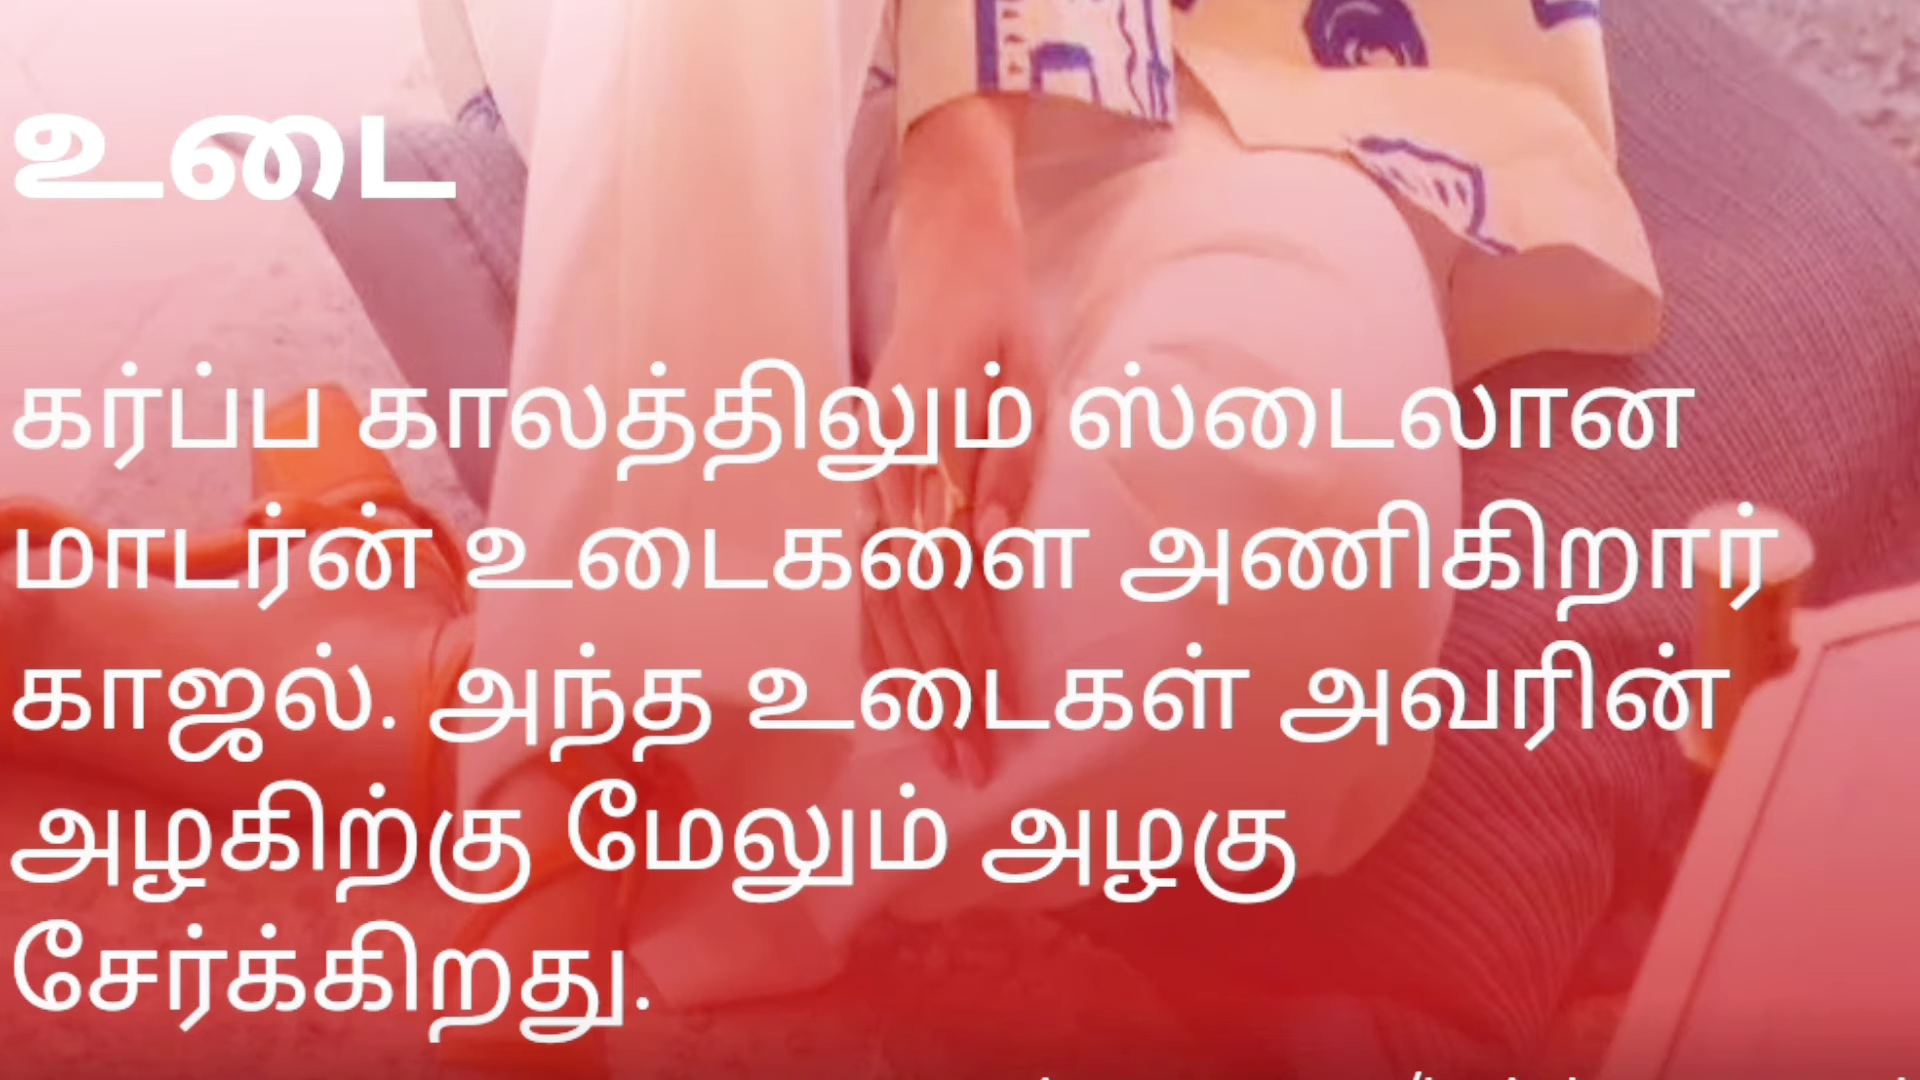 உடை
கர்ப்ப காலத்திலும் ஸ்டைலான
மாடர்ன் உடைகளை அணிகிறார்
காஜல். அந்த உடைகள் அவரின்
அழகிற்கு மேலும் அழகு
சேர்க்கிறது.